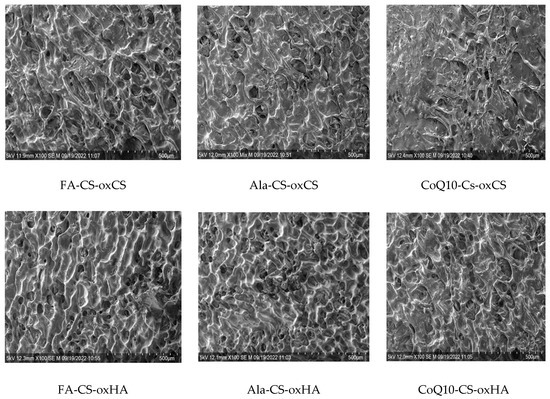 5kV 11.9mm X100 SE M 09/19/2022 11:07 500µm
5kV 12.0mm X100 Mix M 09/19/2022 10:51 500µm
5kV 12.4mm X100 SE M 09/19/2022 10:40 500µm
FA-CS-oxCS
Ala-CS-oxCS
CoQ10-Cs-oxCS
5kV 12.3mm X100 SE M 09/19/2022 10:55 500µm
5kV 12.1mm X100 SE M 09/19/2022 11:03 500µm
5kV 12.0mm X100 SE M 09/19/2022 11:05 500µm
FA-CS-oxHA
Ala-CS-oxHA
CoQ10-CS-oxHA